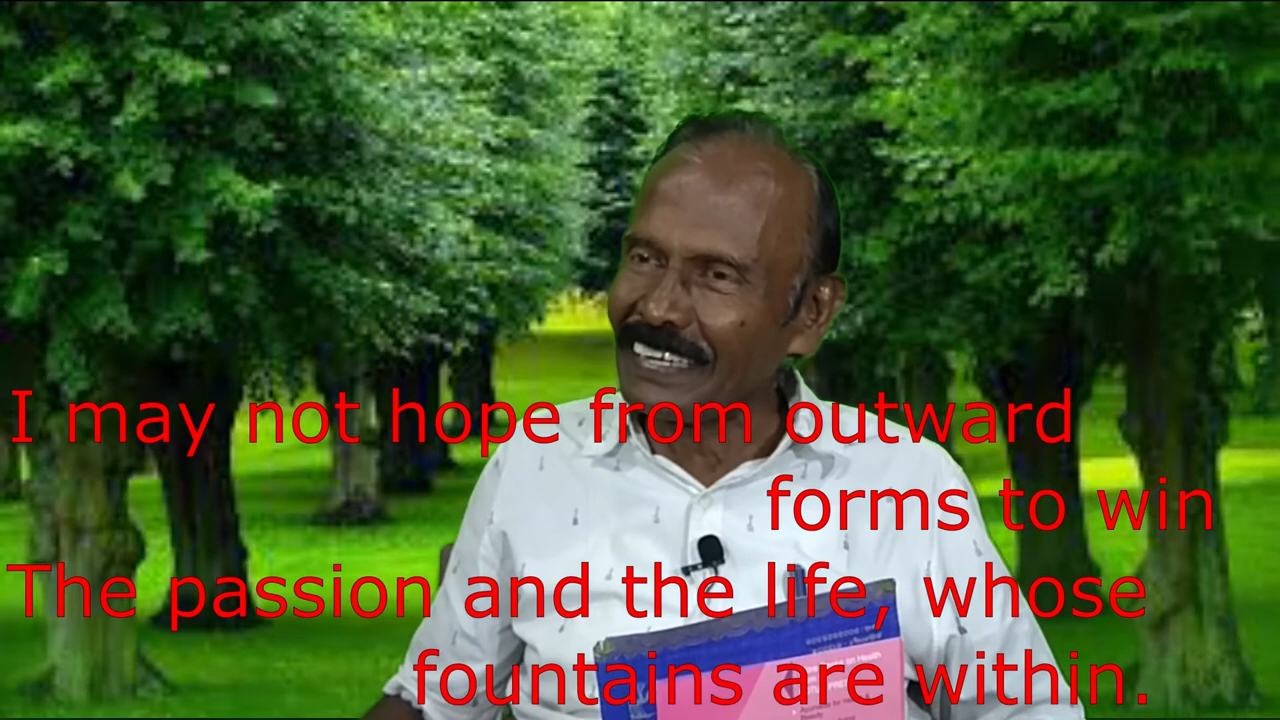 I may not hope from outward
forms to win
The passion and the life, whose
fountains are within.